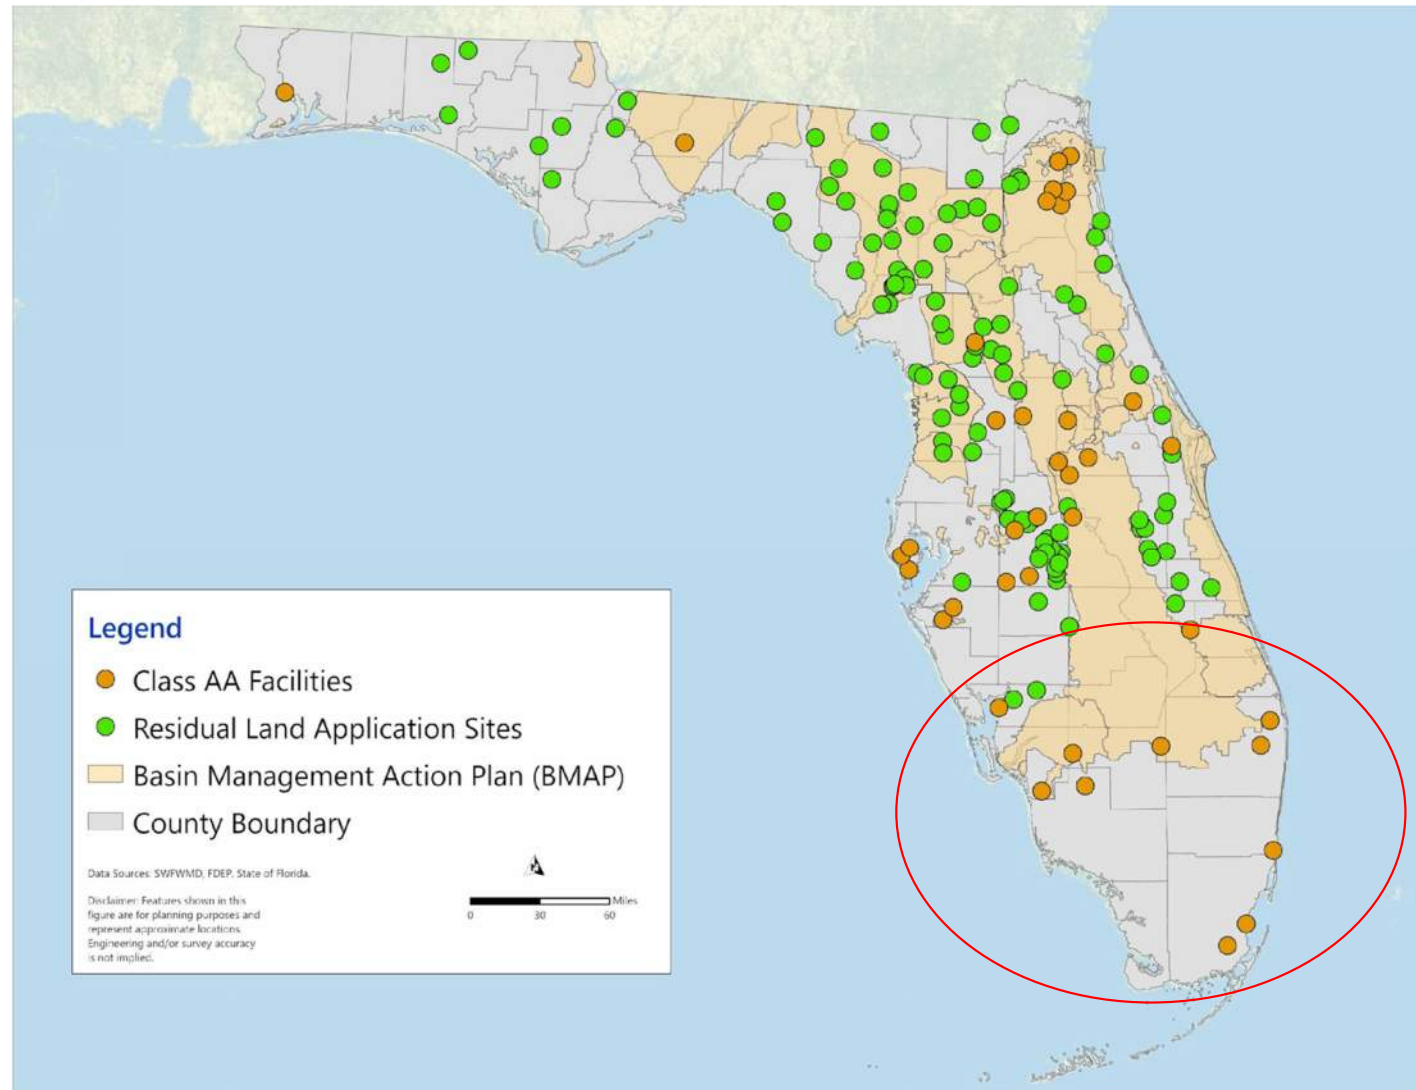 Legend
Class AA Facilities
Residual Land Application Sites
Basin Management Action Plan (BMAP)
County Boundary
Data Sources: SWFWMD, FDEP, State of Florida.
Disclaimer: Features shown in this
figure are for planning purposes and
represent approximate locations.
Engineering and/or survey accuracy
is not implied.
Miles
0 30 60